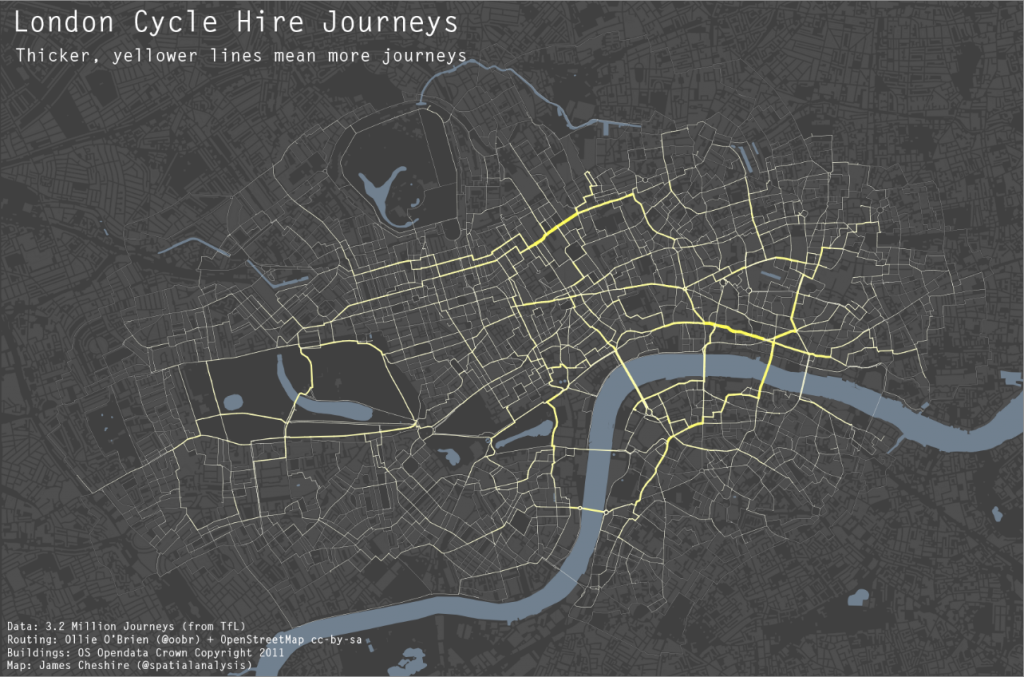 London Cycle Hire Journeys
Thicker, yellower lines mean more journeys
Data: 3.2 Million Journeys (from TfL)
Routing: Ollie O'Brien (@oobr) + OpenStreetMap cc-by-sa
Buildings: OS Opendata Crown Copyright 2011
Map: James Cheshire (@spatialanalysis)